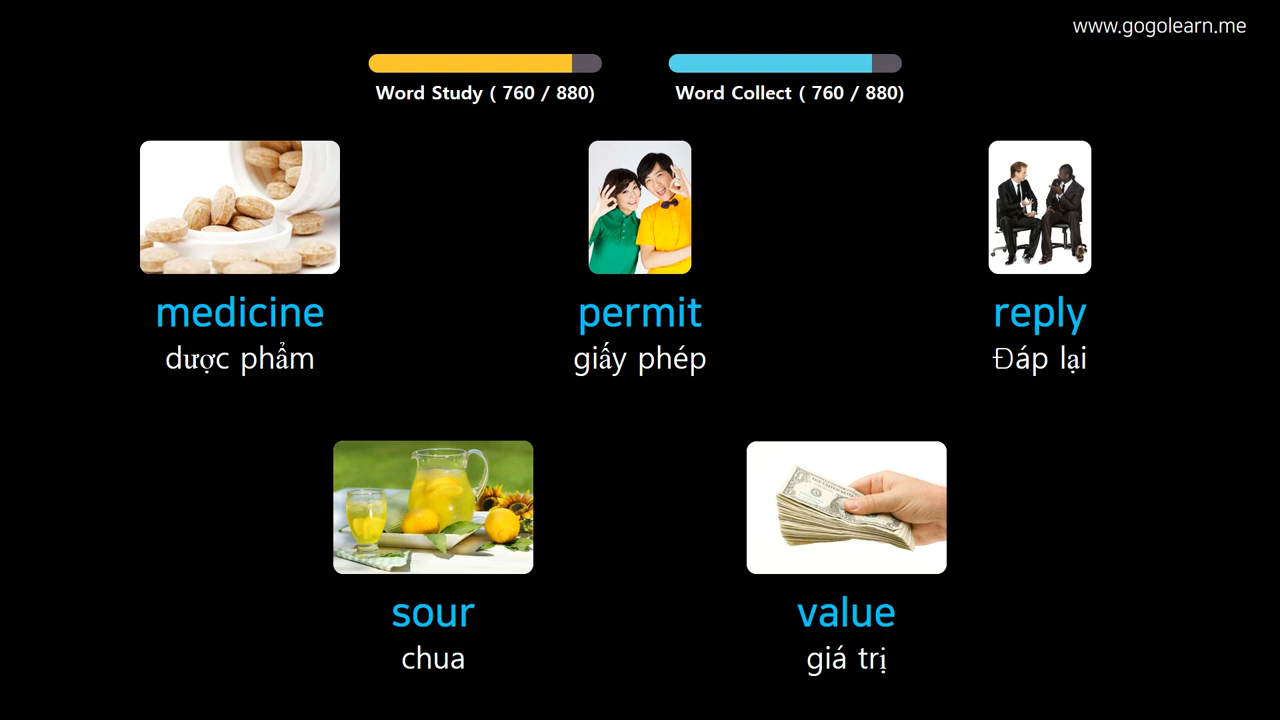 www.gogolearn.me
Word Study ( 760 / 880)
Word Collect ( 760 / 880)
medicine
dược phẩm
permit
giấy phép
reply
Đáp lại
sour
chua
value
giá trị